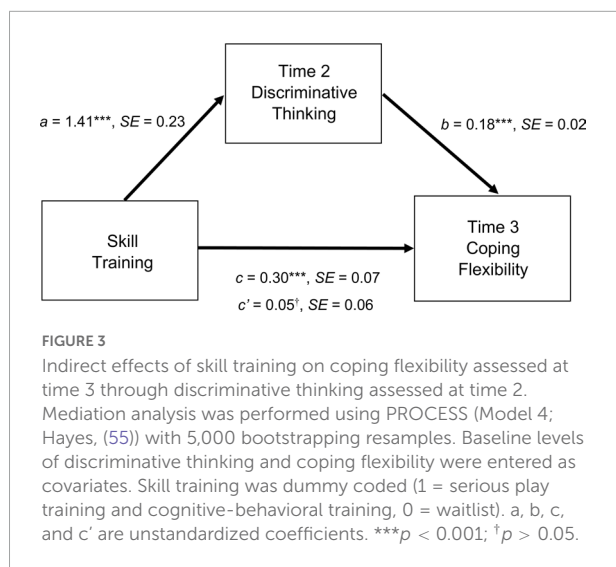 Time 2
Discriminative
Thinking
a = 1.41***, SE = 0.23
b = 0.18***, SE = 0.02
Skill
Training
Time 3
Coping
Flexibility
c = 0.30***, SE = 0.07
c' = 0.05†, SE = 0.06
FIGURE 3
Indirect effects of skill training on coping flexibility assessed at
time 3 through discriminative thinking assessed at time 2.
Mediation analysis was performed using PROCESS (Model 4;
Hayes, (55)) with 5,000 bootstrapping resamples. Baseline levels
of discriminative thinking and coping flexibility were entered as
covariates. Skill training was dummy coded (1 = serious play
training and cognitive-behavioral training, 0 = waitlist). a, b, c,
and c’ are unstandardized coefficients. ***p < 0.001; †p > 0.05.